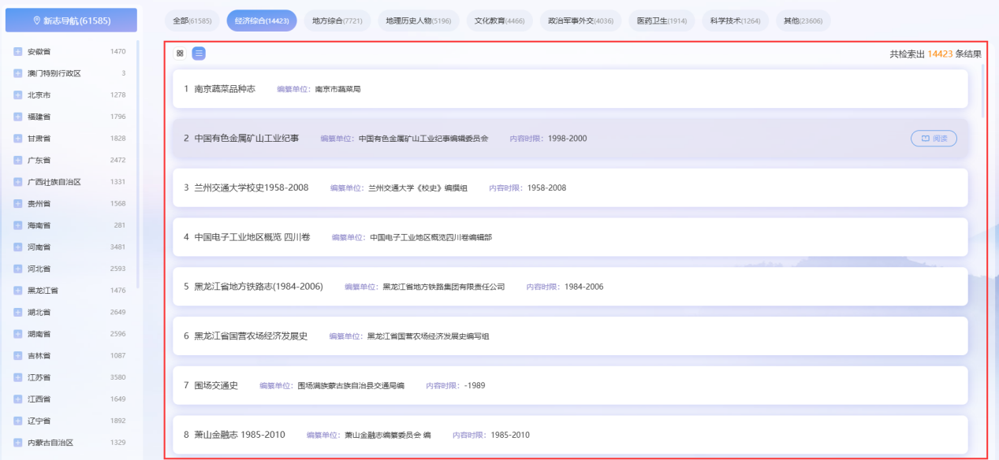 新志导航(61585)
安徽省 1470
澳门特别行政区 3
北京市 1278
福建省 1796
甘肃省 1828
广东省 2472
广西壮族自治区 1331
贵州省 1568
海南省 281
河南省 3481
河北省 2593
黑龙江省 1476
湖北省 2649
湖南省 2596
吉林省 1087
江苏省 3580
江西省 1649
辽宁省 1892
内蒙古自治区 1329
全部(61585) 经济综合(14423) 地方综合(7721) 地理历史人物(5196) 文化教育(4466) 政治军事外交(4036) 医药卫生(1914) 科学技术(1264) 其他(23606)
共检索出 14423 条结果
1 南京蔬菜品种志 编纂单位: 南京市蔬菜局
2 中国有色金属矿山工业纪事 编纂单位: 中国有色金属矿山工业纪事编辑委员会 内容时限: 1998-2000 阅读
3 兰州交通大学校史1958-2008 编纂单位: 兰州交通大学《校史》编撰组 内容时限: 1958-2008
4 中国电子工业地区概览 四川卷 编纂单位: 中国电子工业地区概览四川卷编辑部
5 黑龙江省地方铁路志(1984-2006) 编纂单位: 黑龙江省地方铁路集团有限责任公司 内容时限: 1984-2006
6 黑龙江省国营农场经济发展史 编纂单位: 黑龙江省国营农场经济发展史编写组
7 围场交通史 编纂单位: 围场满族蒙古族自治县交通局编 内容时限: -1989
8 萧山金融志 1985-2010 编纂单位: 萧山金融志编纂委员会 编 内容时限: 1985-2010